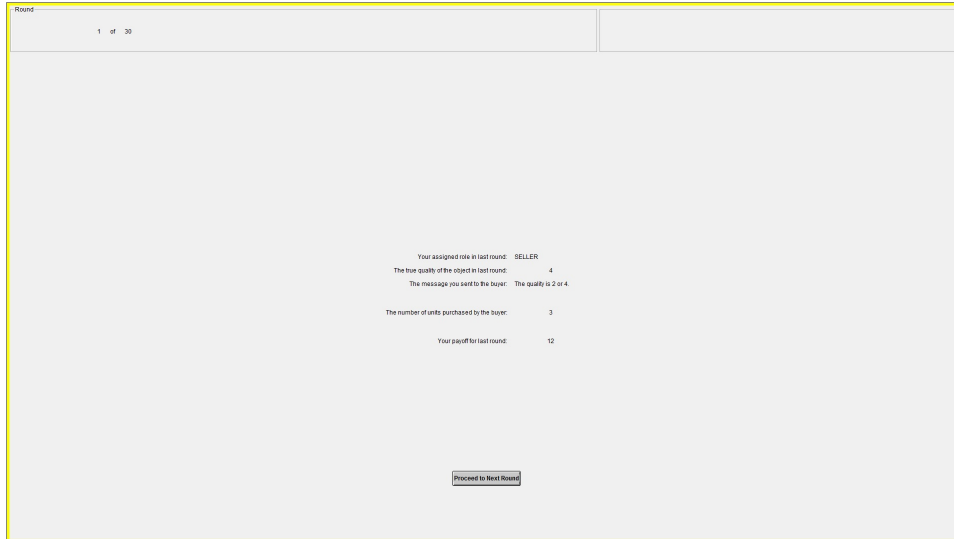 Round
1 of 30
Your assigned role in last round: SELLER
The true quality of the object in last round: 4
The message you sent to the buyer: The quality is 2 or 4.
The number of units purchased by the buyer: 3
Your payoff for last round: 12
Proceed to Next Round